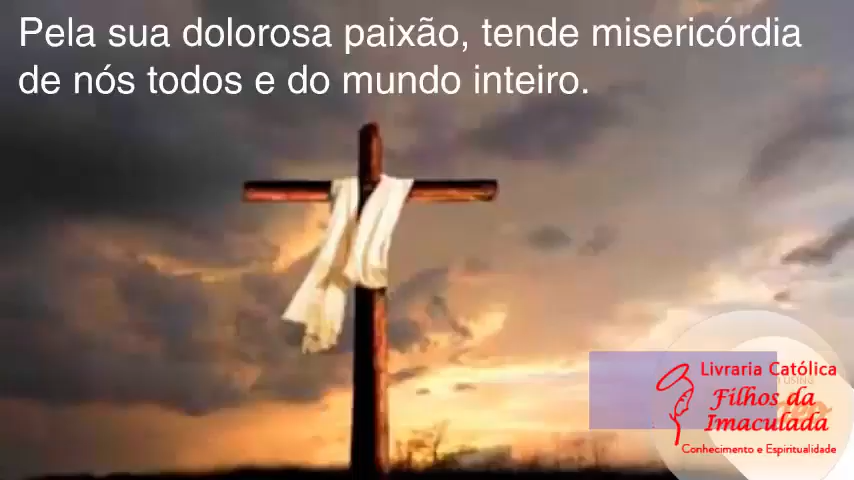 Pela sua dolorosa paixão, tende misericórdia
de nós todos e do mundo inteiro.
Livraria Católica
Filhos da
Imaculada
Conhecimento e Espiritualidade